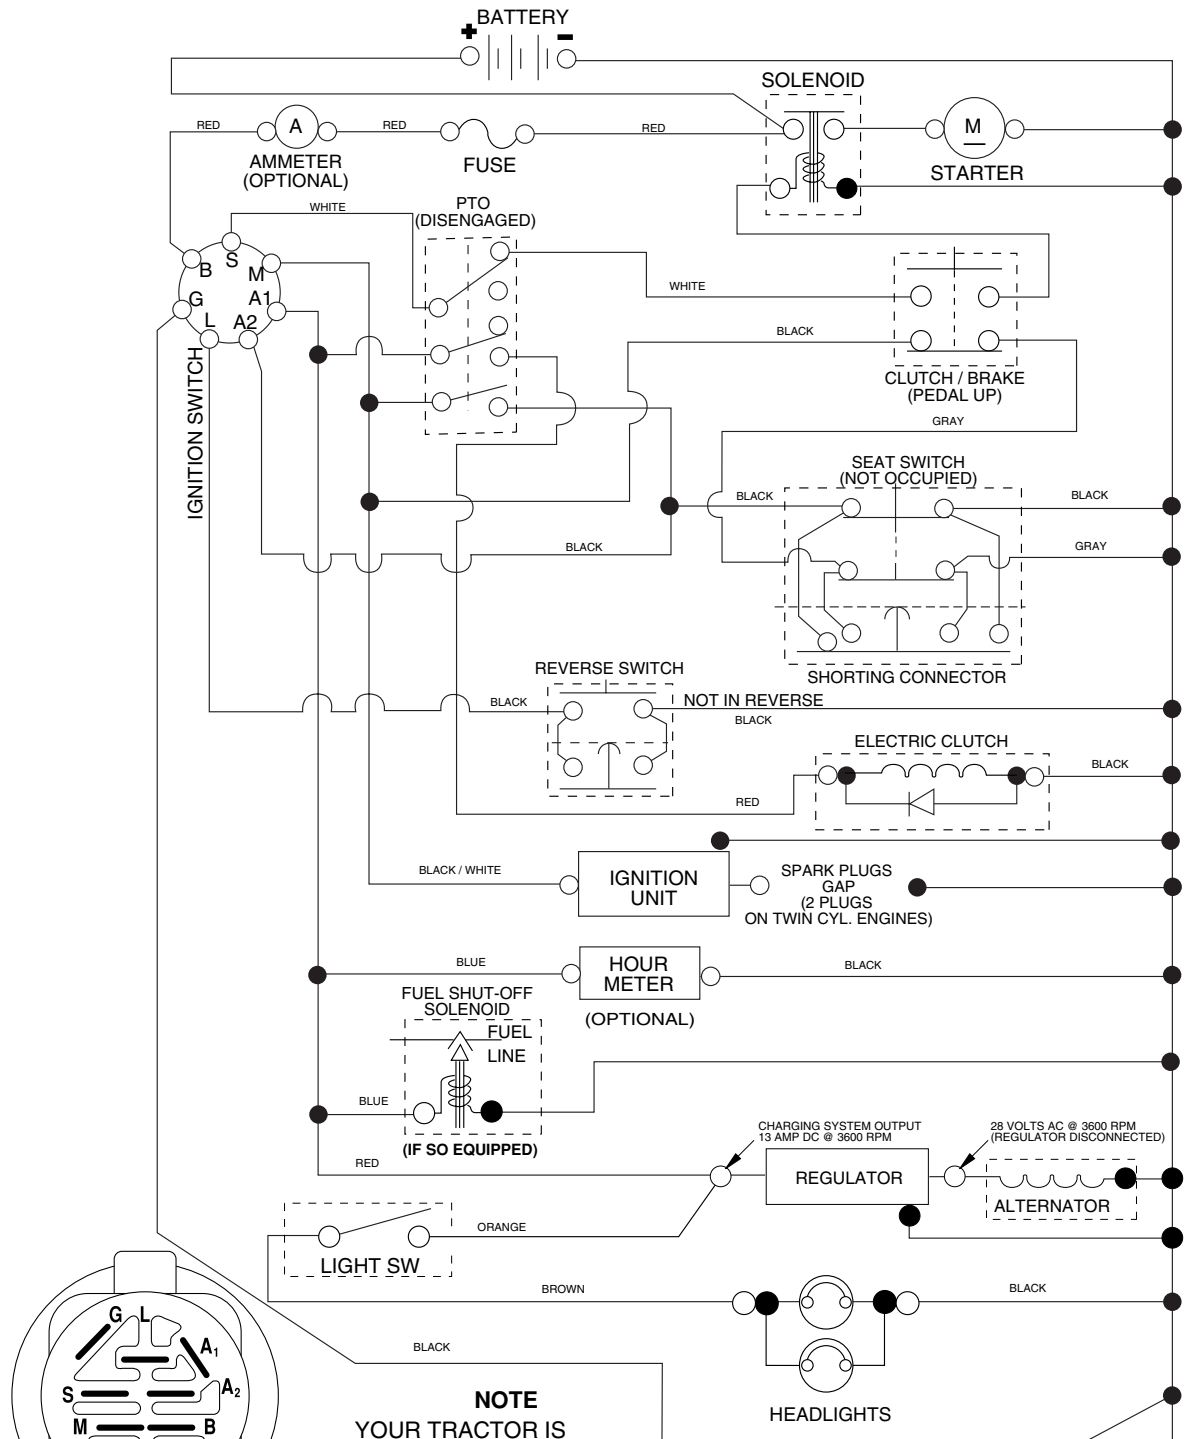 BATTERY
+ -
SOLENOID
RED
A
RED
RED
M
AMMETER
(OPTIONAL)
FUSE
STARTER
WHITE
PTO
(DISENGAGED)
B
S
M
G
A1
L
A2
IGNITION SWITCH
WHITE
BLACK
CLUTCH / BRAKE
(PEDAL UP)
GRAY
SEAT SWITCH
(NOT OCCUPIED)
BLACK
BLACK
BLACK
GRAY
SHORTING CONNECTOR
REVERSE SWITCH
BLACK
NOT IN REVERSE
BLACK
ELECTRIC CLUTCH
BLACK
RED
BLACK / WHITE
IGNITION
UNIT
SPARK PLUGS
GAP
(2 PLUGS
ON TWIN CYL. ENGINES)
BLUE
HOUR
METER
BLACK
(OPTIONAL)
FUEL SHUT-OFF
SOLENOID
FUEL
LINE
BLUE
(IF SO EQUIPPED)
CHARGING SYSTEM OUTPUT
13 AMP DC @ 3600 RPM
28 VOLTS AC @ 3600 RPM
(REGULATOR DISCONNECTED)
RED
REGULATOR
ALTERNATOR
ORANGE
LIGHT SW
BROWN
BLACK
HEADLIGHTS
BLACK
G
L
A1
S
A2
M
B
NOTE
YOUR TRACTOR IS